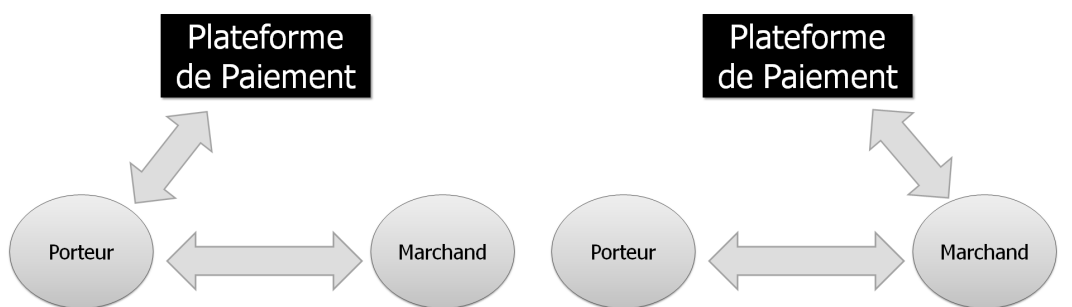 Plateforme
de Paiement
Porteur
Marchand
Plateforme
de Paiement
Porteur
Marchand